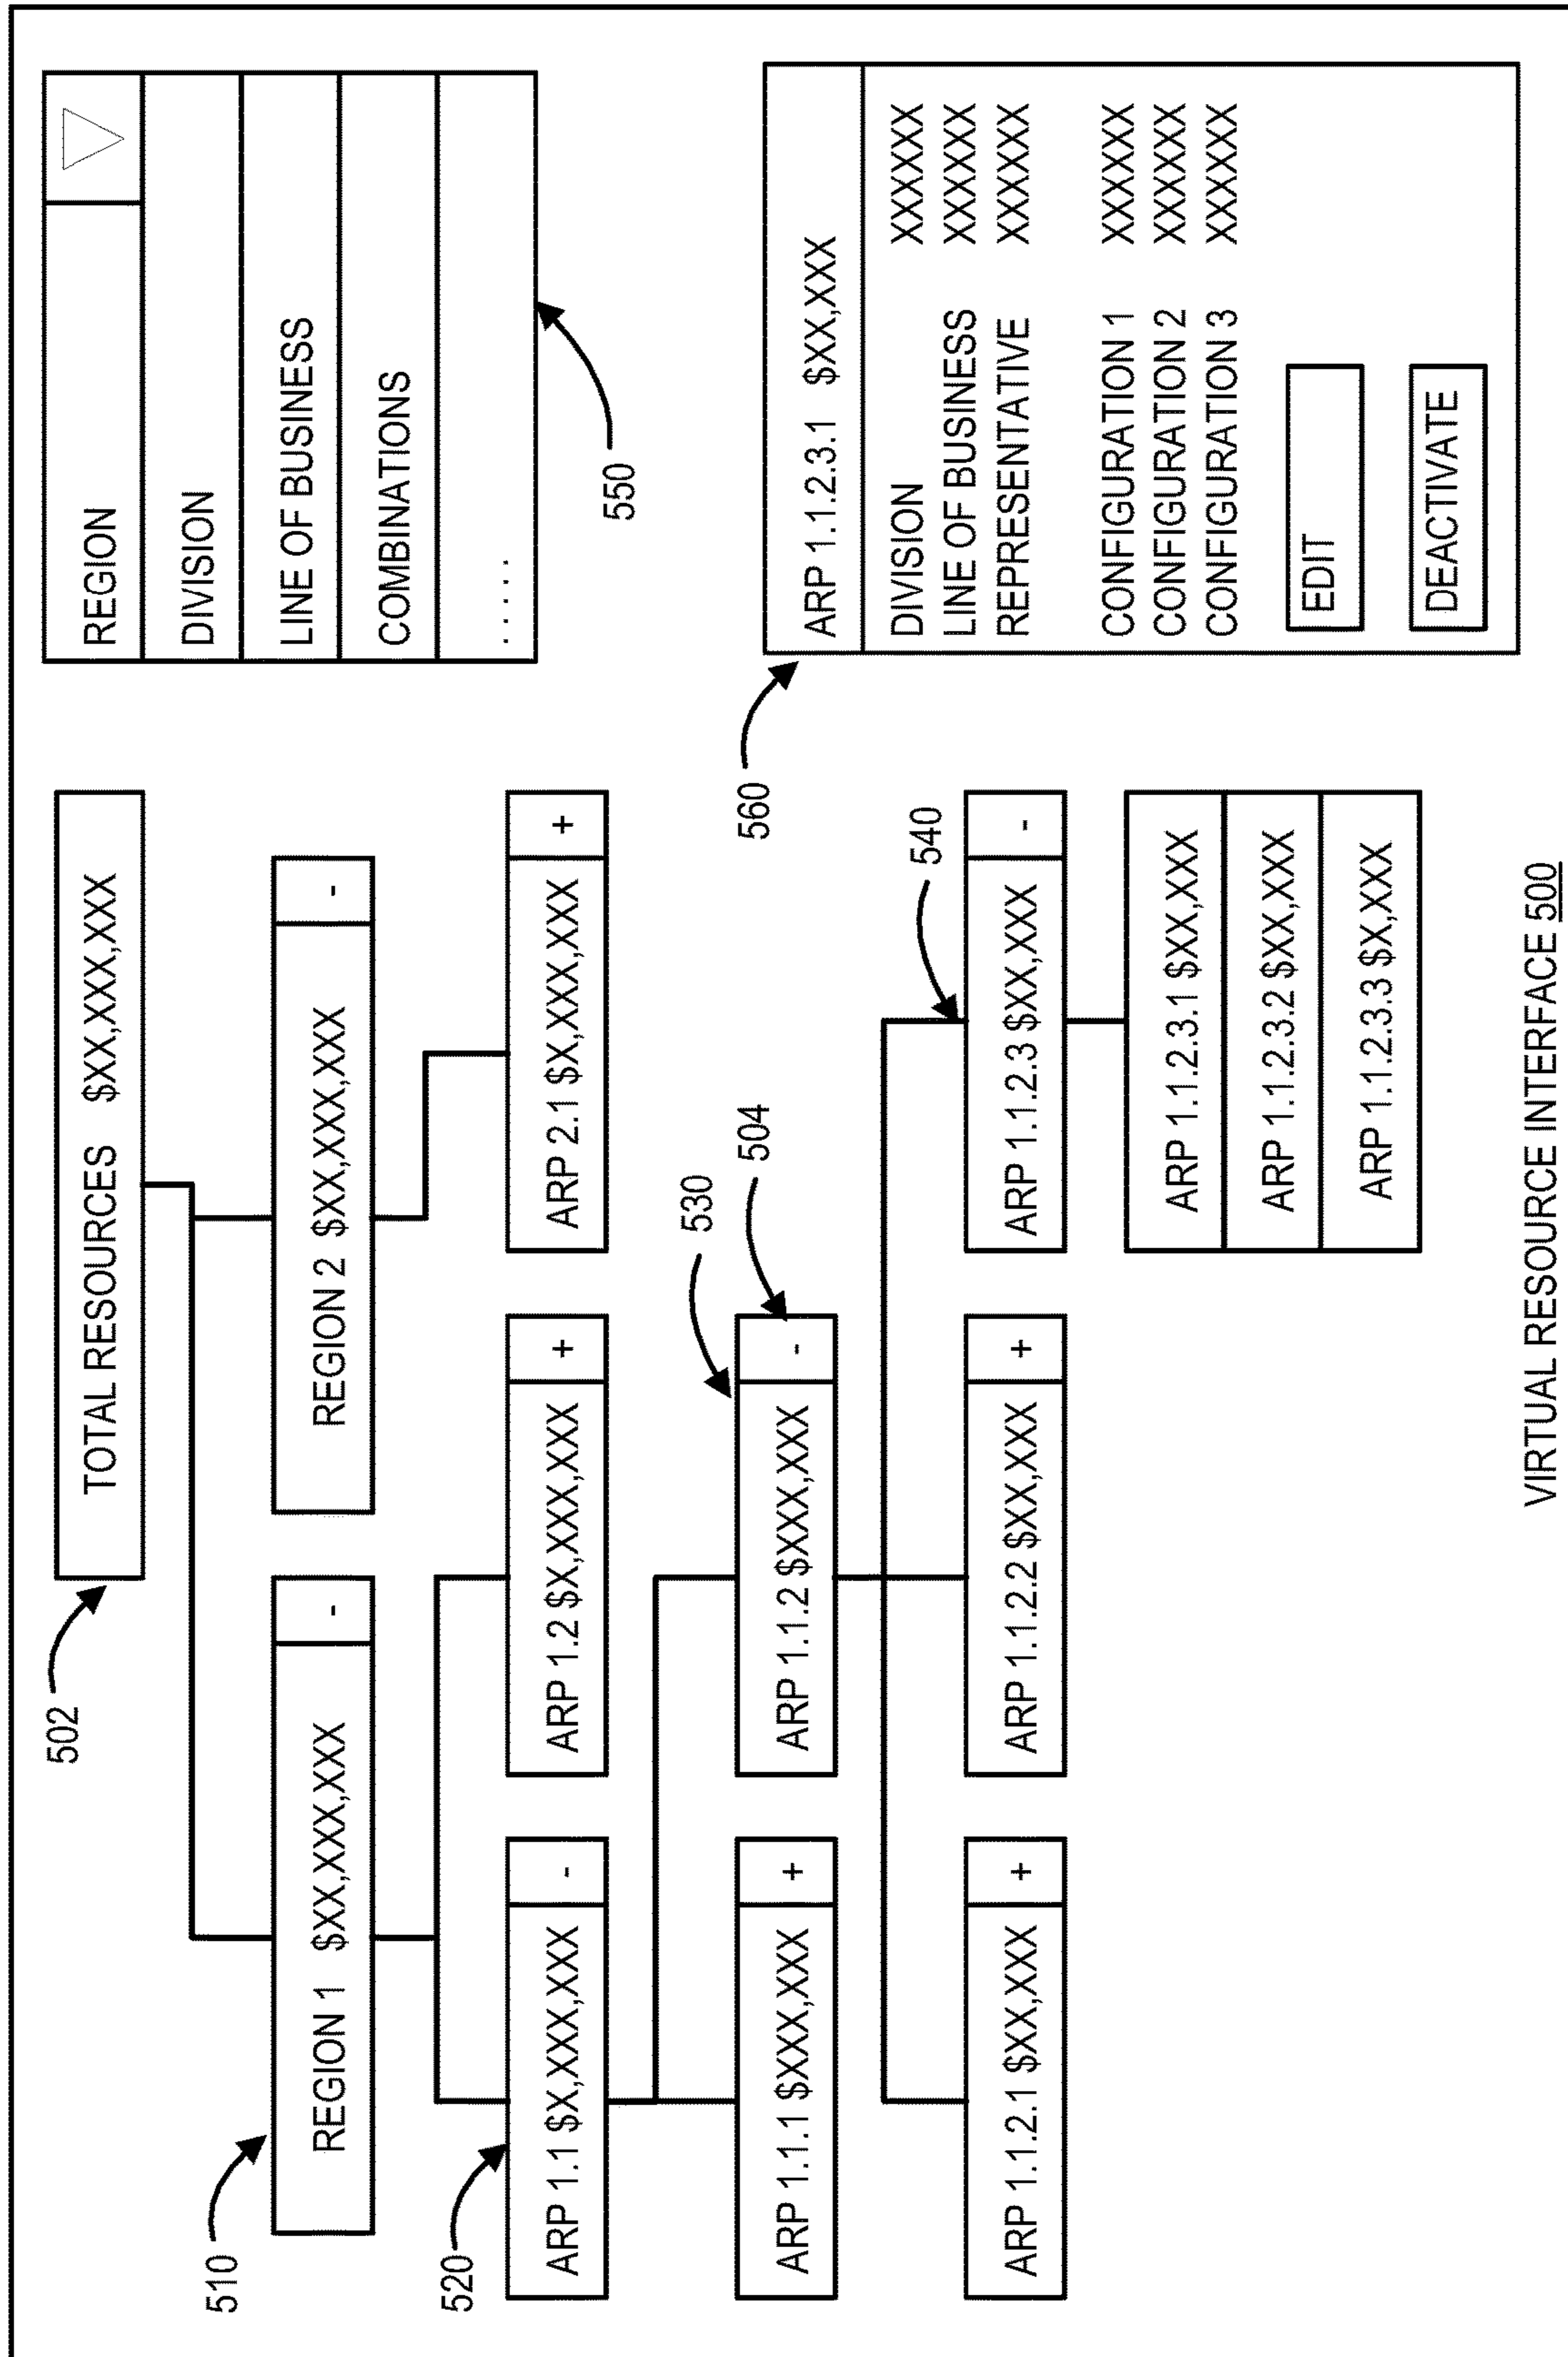 502
TOTAL RESOURCES $XX,XXX,XXX
510
REGION 1 $XX,XXX,XXX -
REGION 2 $XX,XXX,XXX -
520
ARP 1.1 $X,XXX,XXX -
ARP 1.2 $X,XXX,XXX +
ARP 2.1 $X,XXX,XXX +
530
504
ARP 1.1.1 $XXX,XXX +
ARP 1.1.2 $XXX,XXX -
540
ARP 1.1.2.1 $XX,XXX +
ARP 1.1.2.2 $XX,XXX +
ARP 1.1.2.3 $XX,XXX -
ARP 1.1.2.3.1 $XX,XXX
ARP 1.1.2.3.2 $XX,XXX
ARP 1.1.2.3.3 $X,XXX
REGION
DIVISION
LINE OF BUSINESS
COMBINATIONS
.....
550
560
ARP 1.1.2.3.1 $XX,XXX
DIVISION XXXXXX
LINE OF BUSINESS XXXXXX
REPRESENTATIVE XXXXXX
CONFIGURATION 1 XXXXXX
CONFIGURATION 2 XXXXXX
CONFIGURATION 3 XXXXXX
EDIT
DEACTIVATE
VIRTUAL RESOURCE INTERFACE 500